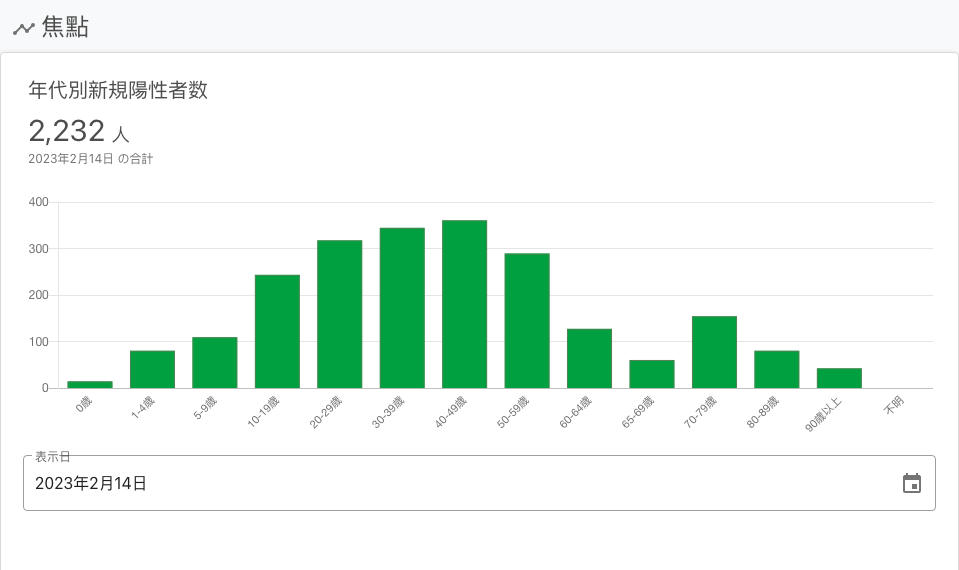 焦點
年代別新規陽性者数
2,232 人
2023年2月14日 の合計
400
300
200
100
0
0歳
1-4歳
5-9歳
10-19歳
20-29歳
30-39歳
40-49歳
50-59歳
60-64歳
65-69歳
70-79歳
80-89歳
90歳以上
不明
表示日
2023年2月14日